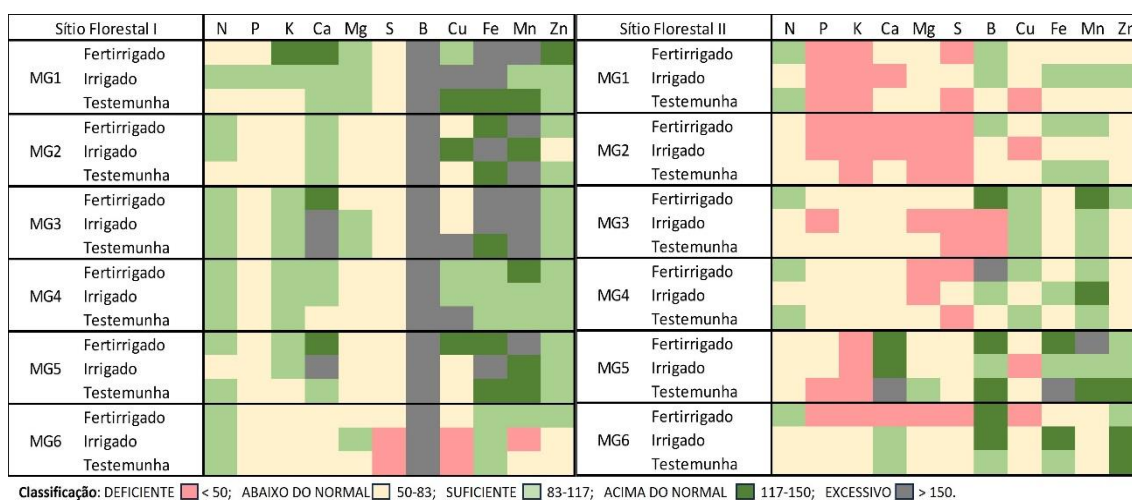 Sítio Florestal I N P K Ca Mg S B Cu Fe Mn Zn Sítio Florestal II N P K Ca Mg S B Cu Fe Mn Zn
Fertirrigado Fertirrigado
MG1 Irrigado MG1 Irrigado
Testemunha Testemunha
Fertirrigado Fertirrigado
MG2 Irrigado MG2 Irrigado
Testemunha Testemunha
Fertirrigado Fertirrigado
MG3 Irrigado MG3 Irrigado
Testemunha Testemunha
Fertirrigado Fertirrigado
MG4 Irrigado MG4 Irrigado
Testemunha Testemunha
Fertirrigado Fertirrigado
MG5 Irrigado MG5 Irrigado
Testemunha Testemunha
Fertirrigado Fertirrigado
MG6 Irrigado MG6 Irrigado
Testemunha Testemunha
Classificação: DEFICIENTE < 50; ABAIXO DO NORMAL 50-83; SUFICIENTE 83-117; ACIMA DO NORMAL 117-150; EXCESSIVO > 150.